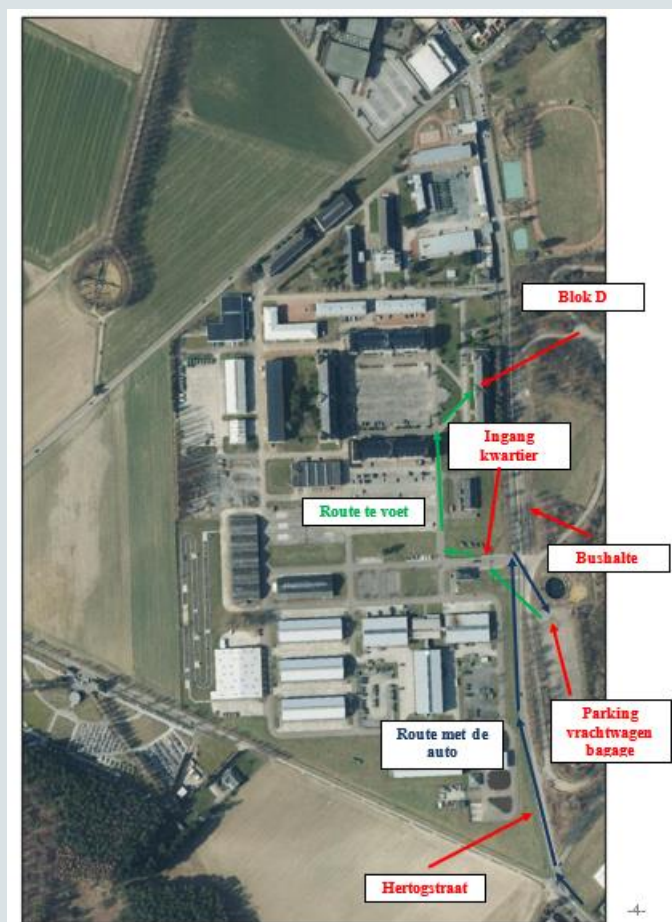 Blok D
Ingang
kwartier
Route te voet
Bushalte
Parking
vrachtwagen
bagage
Route met de
auto
Hertogstraat
-4-